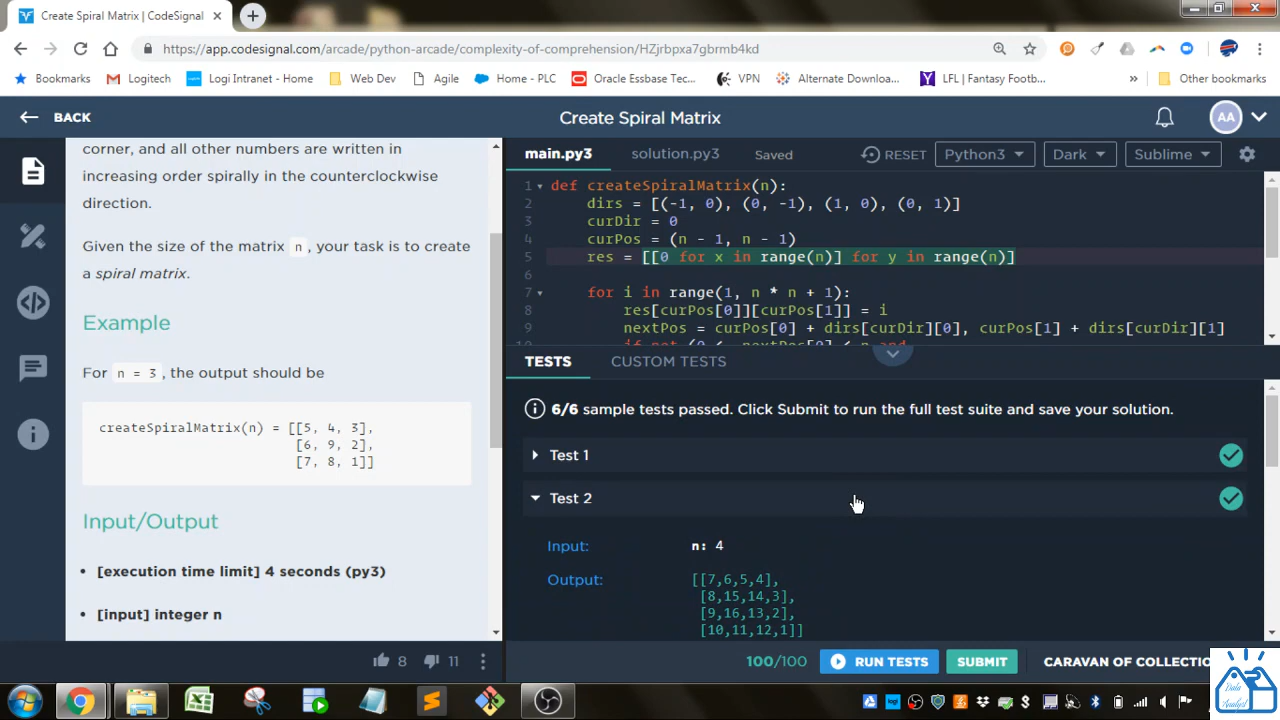 Create Spiral Matrix | CodeSignal
https://app.codesignal.com/arcade/python-arcade/complexity-of-comprehension/HZjrbpxa7gbrmb4kd
Bookmarks
Logitech
Logi Intranet - Home
Web Dev
Agile
Home - PLC
Oracle Essbase Tec...
VPN
Alternate Downloa...
LFL | Fantasy Footb...
»
Other bookmarks
BACK
Create Spiral Matrix
AA
corner, and all other numbers are written in
increasing order spirally in the counterclockwise
direction.
Given the size of the matrix n, your task is to create
a spiral matrix.
Example
For n = 3, the output should be
createSpiralMatrix(n) = [[5, 4, 3],
[6, 9, 2],
[7, 8, 1]]
Input/Output
• [execution time limit] 4 seconds (py3)
• [input] integer n
8
11
main.py3
solution.py3
Saved
RESET
Python3
Dark
Sublime
1 def createSpiralMatrix(n):
2 dirs = [(-1, 0), (0, -1), (1, 0), (0, 1)]
3 curDir = 0
4 curPos = (n - 1, n - 1)
5 res = [[0 for x in range(n)] for y in range(n)]
6
7 for i in range(1, n * n + 1):
8 res[curPos[0]][curPos[1]] = i
9 nextPos = curPos[0] + dirs[curDir][0], curPos[1] + dirs[curDir][1]
10 if not (0 <= nextPos[0] < n and
TESTS
CUSTOM TESTS
6/6 sample tests passed. Click Submit to run the full test suite and save your solution.
Test 1
Test 2
Input:
n: 4
Output:
[[7,6,5,4],
[8,15,14,3],
[9,16,13,2],
[10,11,12,1]]
100/100
RUN TESTS
SUBMIT
CARAVAN OF COLLECTIO
Data
Analyst